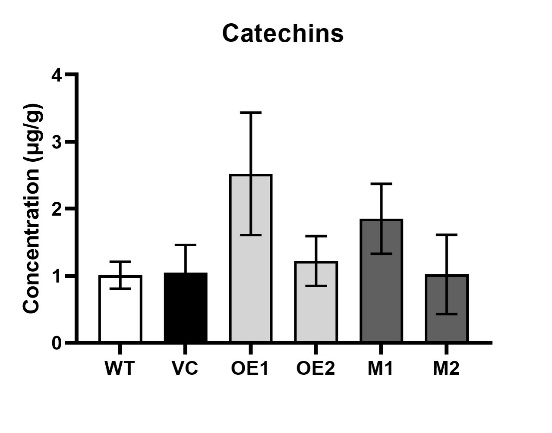 Catechins
Concentration (µg/g)
4
3
2
1
0
WT VC OE1 OE2 M1 M2